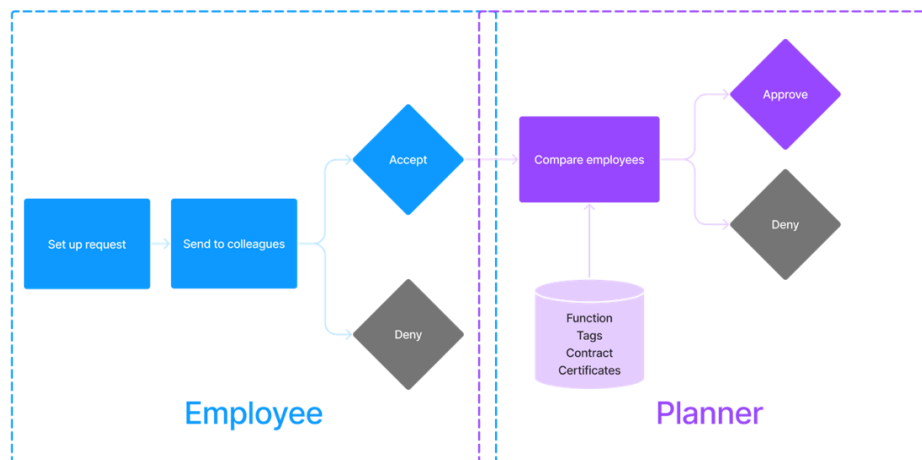 Set up request
Send to colleagues
Accept
Deny
Employee
Compare employees
Function
Tags
Contract
Certificates
Approve
Deny
Planner